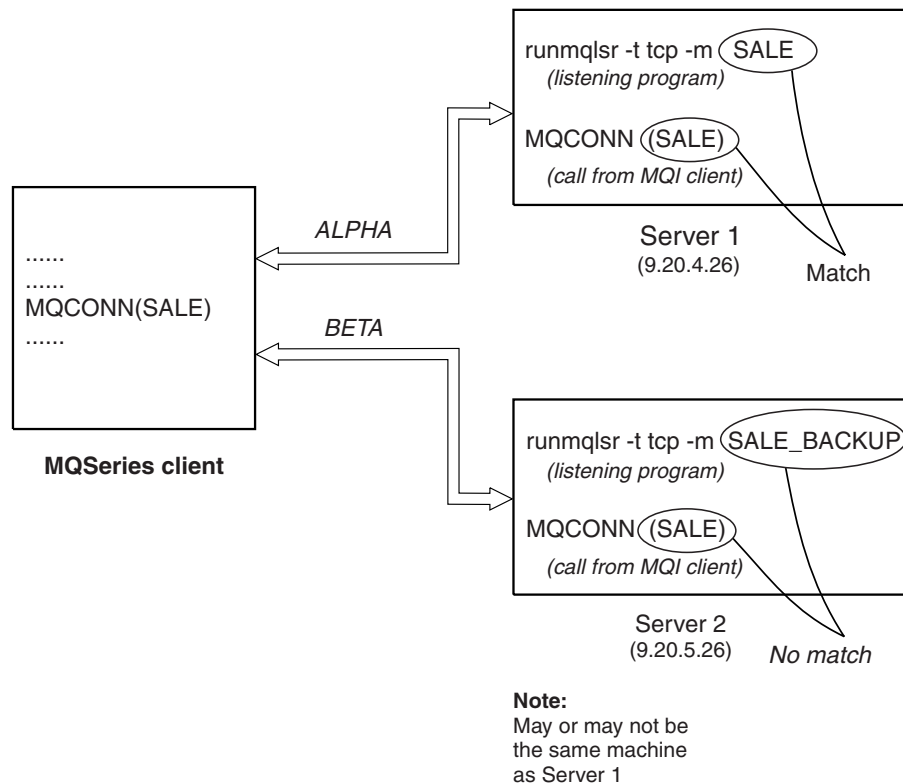 runmqlsr -t tcp -m SALE
(listening program)
MQCONN (SALE)
(call from MQI client)
Server 1
(9.20.4.26)
Match
ALPHA
......
......
MQCONN(SALE)
......
BETA
MQSeries client
runmqlsr -t tcp -m SALE_BACKUP
(listening program)
MQCONN (SALE)
(call from MQI client)
Server 2
(9.20.5.26)
No match
Note:
May or may not be
the same machine
as Server 1